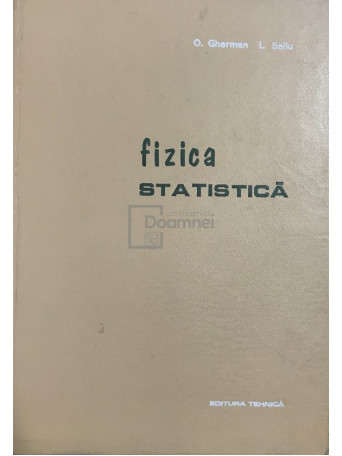 O. Gherman L. Saliu
fizica
STATISTICĂ
Doamnei
EDITURA TEHNICĂ